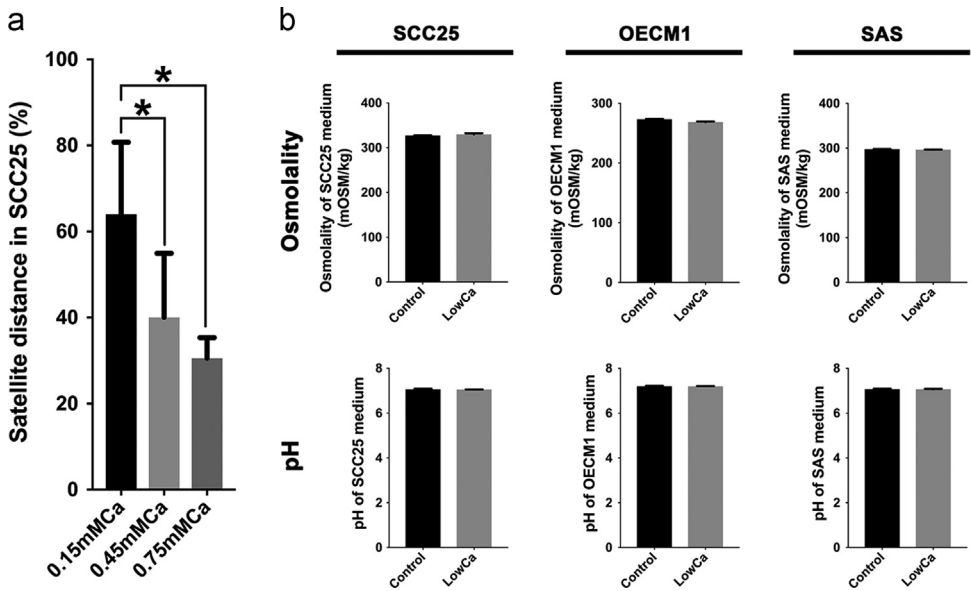 a
Satellite distance in SCC25 (%)
100
80
60
40
20
0
*
*
0.15mMCa
0.45mMCa
0.75mMCa
b
SCC25
OECM1
SAS
Osmolality
Osmolality of SCC25 medium
(mOSM/kg)
400
300
200
100
0
Control
LowCa
Osmolality of OECM1 medium
(mOSM/kg)
300
200
100
0
Control
LowCa
Osmolality of SAS medium
(mOSM/kg)
400
300
200
100
0
Control
LowCa
pH
pH of SCC25 medium
8
6
4
2
0
Control
LowCa
pH of OECM1 medium
8
6
4
2
0
Control
LowCa
pH of SAS medium
8
6
4
2
0
Control
LowCa